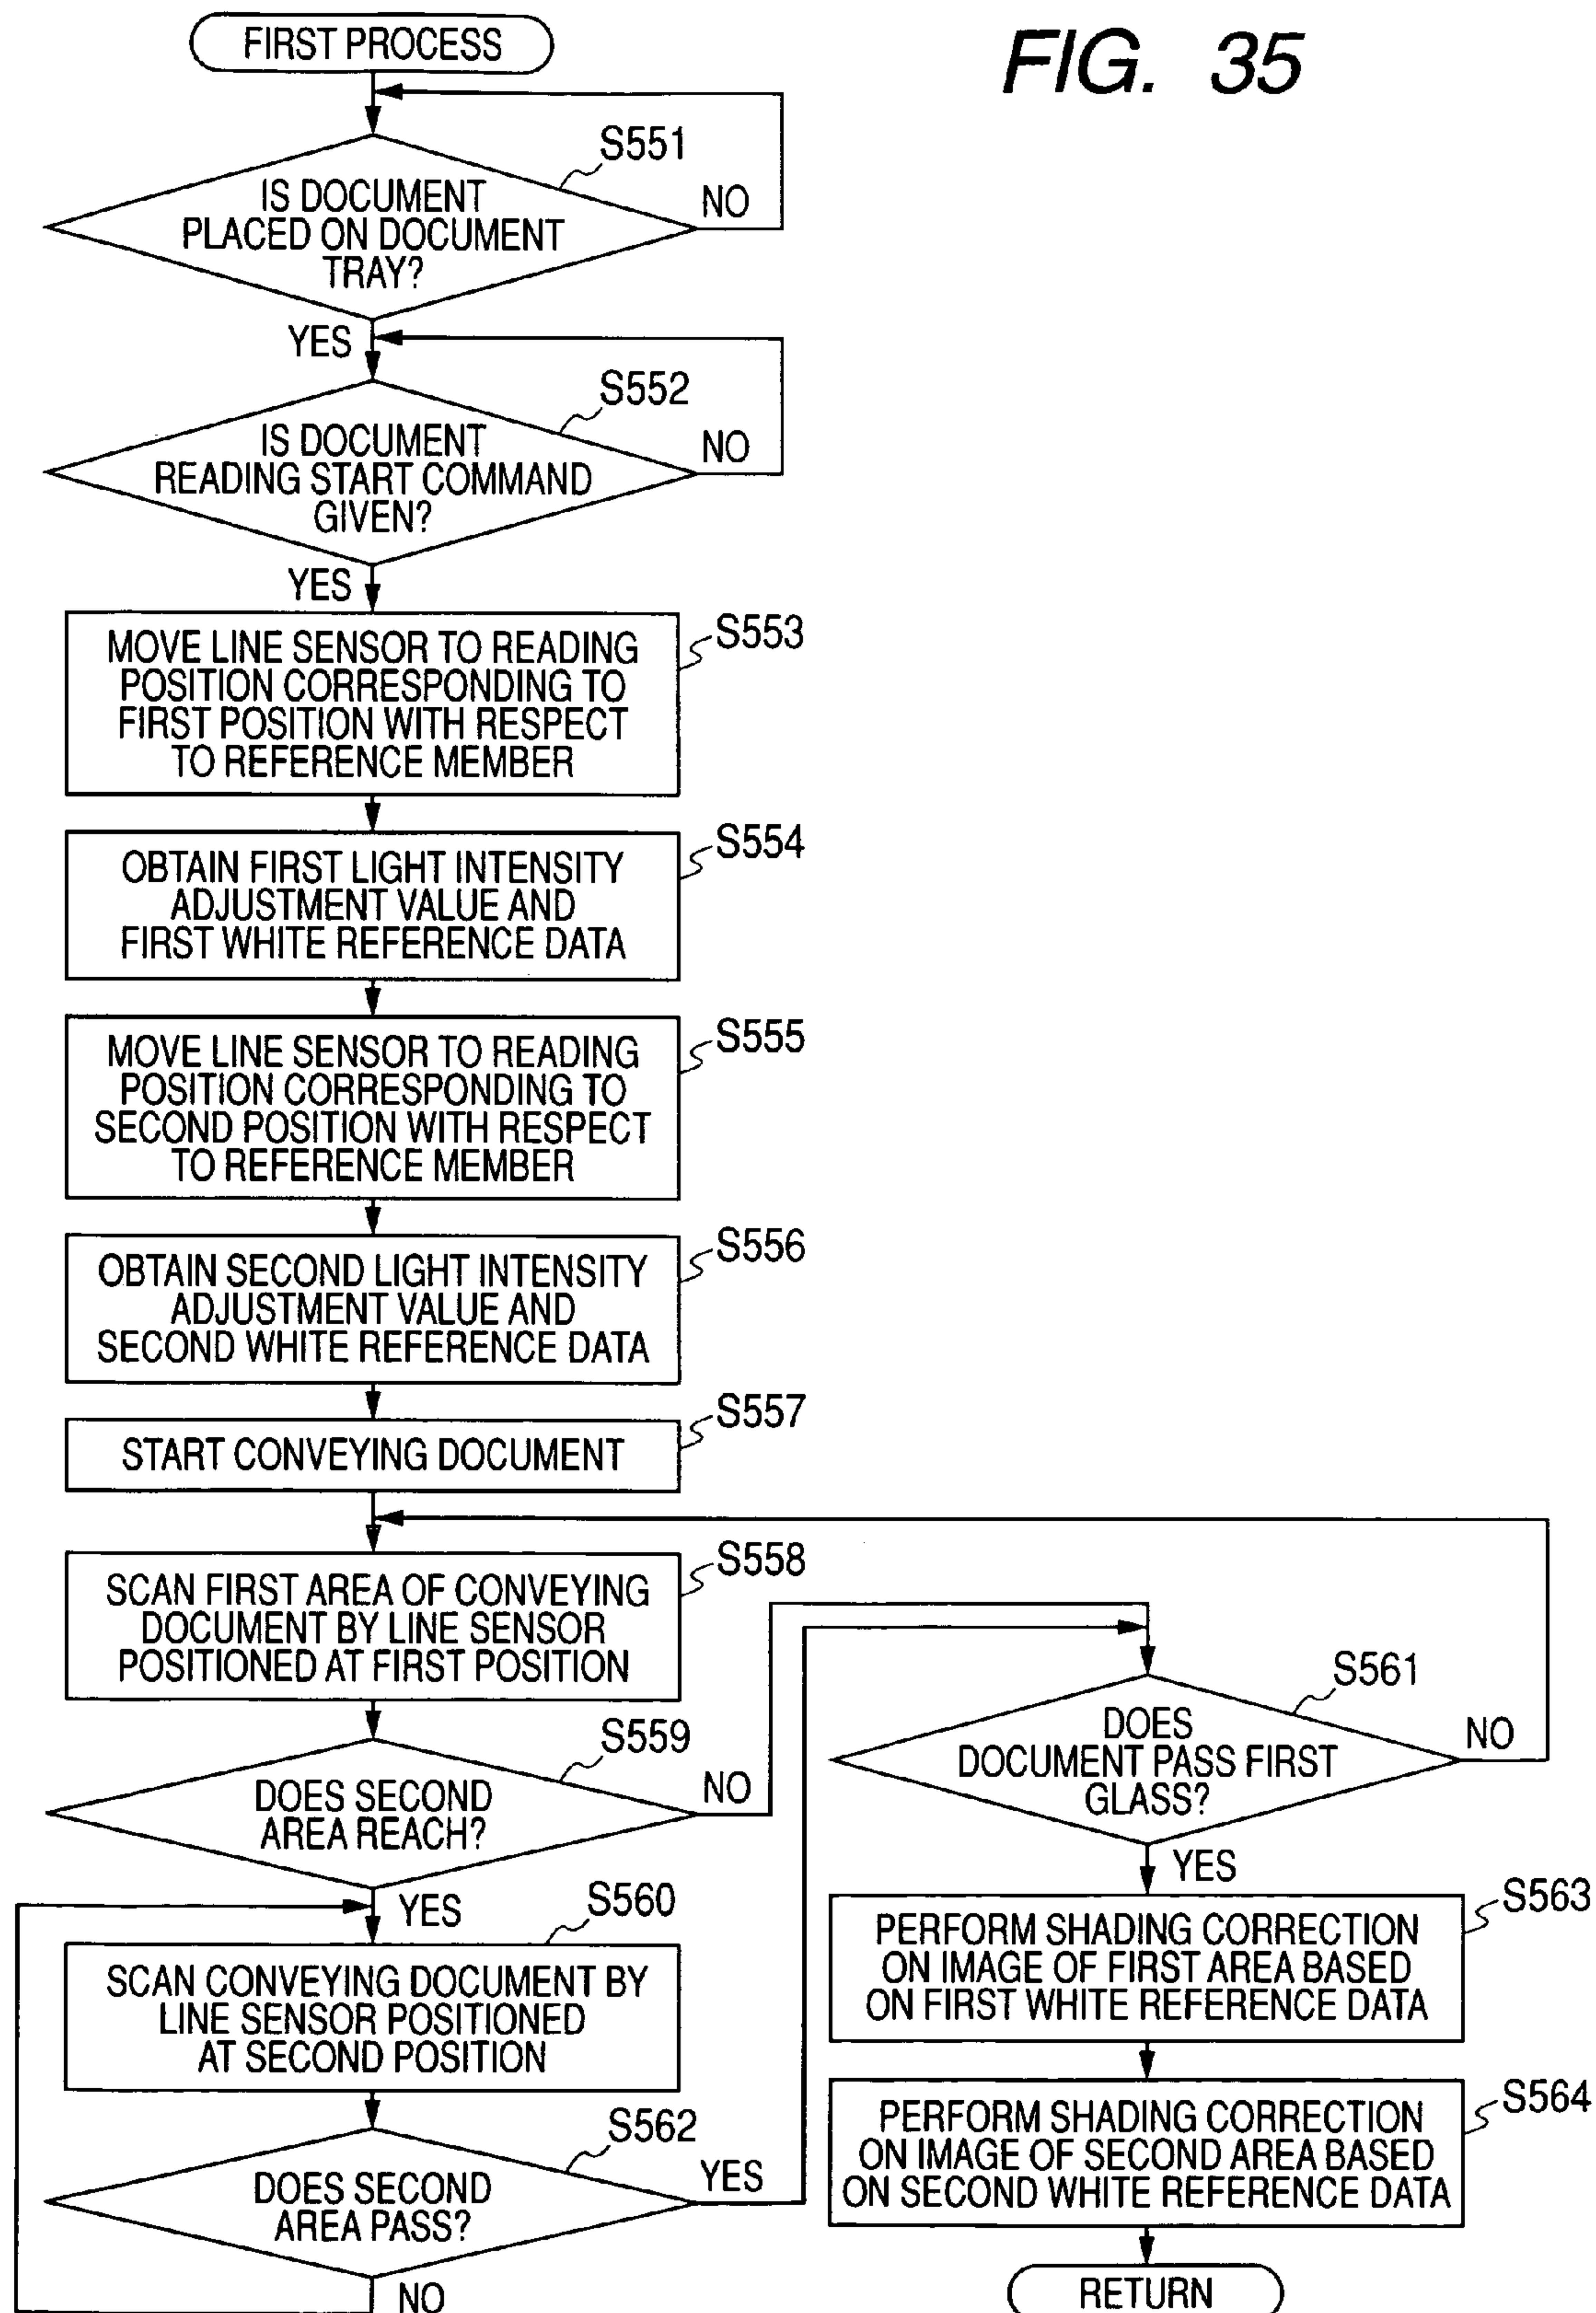 FIG. 35
FIRST PROCESS
S551
IS DOCUMENT
PLACED ON DOCUMENT
TRAY?
NO
YES
S552
IS DOCUMENT
READING START COMMAND
GIVEN?
NO
YES
S553
MOVE LINE SENSOR TO READING
POSITION CORRESPONDING TO
FIRST POSITION WITH RESPECT
TO REFERENCE MEMBER
S554
OBTAIN FIRST LIGHT INTENSITY
ADJUSTMENT VALUE AND
FIRST WHITE REFERENCE DATA
S555
MOVE LINE SENSOR TO READING
POSITION CORRESPONDING TO
SECOND POSITION WITH RESPECT
TO REFERENCE MEMBER
S556
OBTAIN SECOND LIGHT INTENSITY
ADJUSTMENT VALUE AND
SECOND WHITE REFERENCE DATA
S557
START CONVEYING DOCUMENT
S558
SCAN FIRST AREA OF CONVEYING
DOCUMENT BY LINE SENSOR
POSITIONED AT FIRST POSITION
S559
DOES SECOND
AREA REACH?
NO
YES
S560
SCAN CONVEYING DOCUMENT BY
LINE SENSOR POSITIONED
AT SECOND POSITION
S562
DOES SECOND
AREA PASS?
YES
NO
S561
DOES
DOCUMENT PASS FIRST
GLASS?
NO
YES
S563
PERFORM SHADING CORRECTION
ON IMAGE OF FIRST AREA BASED
ON FIRST WHITE REFERENCE DATA
S564
PERFORM SHADING CORRECTION
ON IMAGE OF SECOND AREA BASED
ON SECOND WHITE REFERENCE DATA
RETURN